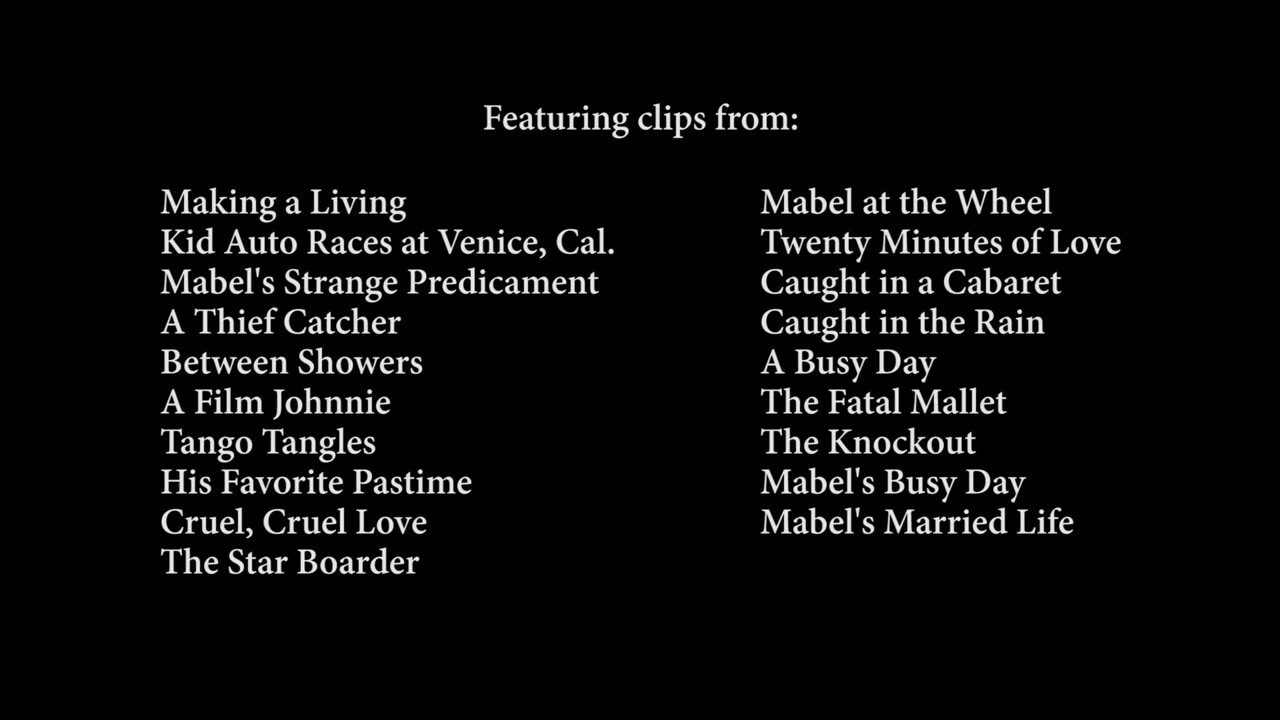 Featuring clips from:
Making a Living
Kid Auto Races at Venice, Cal.
Mabel's Strange Predicament
A Thief Catcher
Between Showers
A Film Johnnie
Tango Tangles
His Favorite Pastime
Cruel, Cruel Love
The Star Boarder
Mabel at the Wheel
Twenty Minutes of Love
Caught in a Cabaret
Caught in the Rain
A Busy Day
The Fatal Mallet
The Knockout
Mabel's Busy Day
Mabel's Married Life